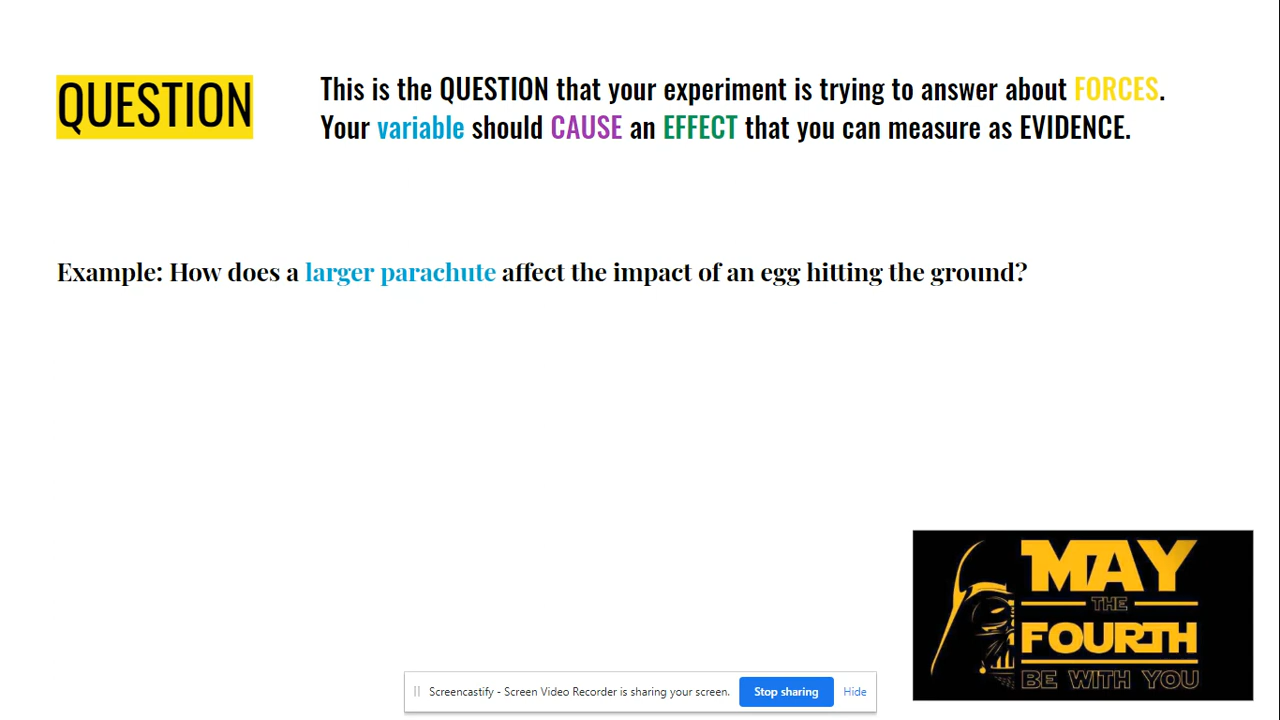 QUESTION
This is the QUESTION that your experiment is trying to answer about FORCES.
Your variable should CAUSE an EFFECT that you can measure as EVIDENCE.
Example: How does a larger parachute affect the impact of an egg hitting the ground?
MAY
THE
FOURTH
BE WITH YOU
Screencastify - Screen Video Recorder is sharing your screen.
Stop sharing
Hide